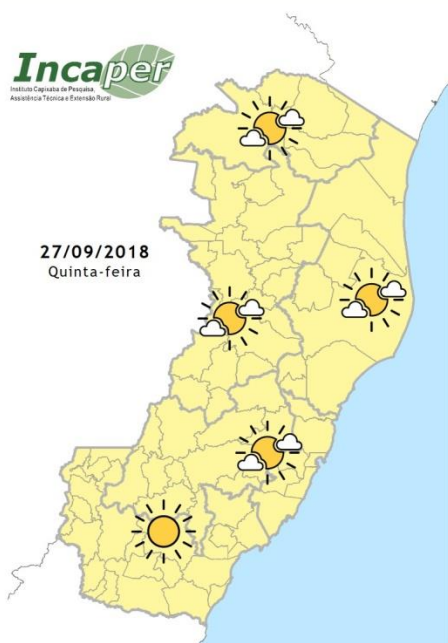 Incaper
Instituto Capixaba de Pesquisa,
Assistência Técnica e Extensão Rural
27/09/2018
Quinta-feira